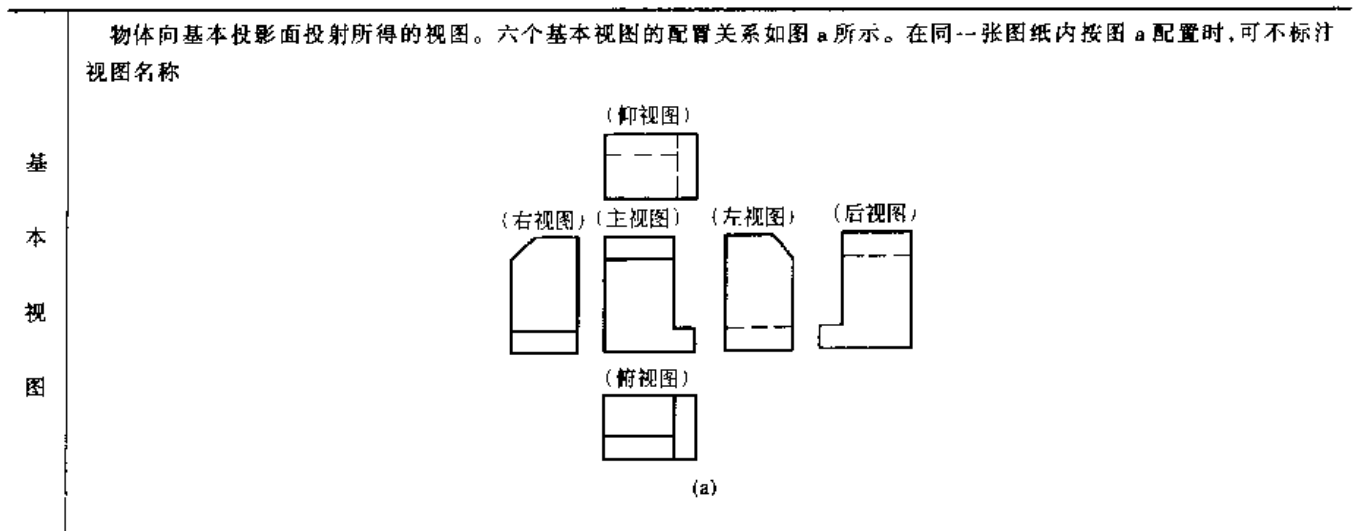 物体向基本投影面投射所得的视图。六个基本视图的配置关系如图 a 所示。在同一张图纸内按图 a 配置时,可不标注
视图名称
基本视图
(仰视图)
(右视图)
(主视图)
(左视图)
(后视图)
(俯视图)
(a)